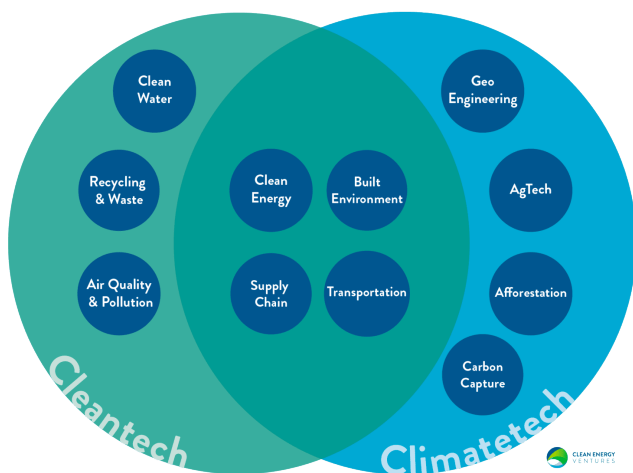 Clean
Water
Recycling
& Waste
Air Quality
& Pollution
Cleantech
Clean
Energy
Built
Environment
Supply
Chain
Transportation
Geo
Engineering
AgTech
Afforestation
Carbon
Capture
Climatetech
CLEAN ENERGY
VENTURES